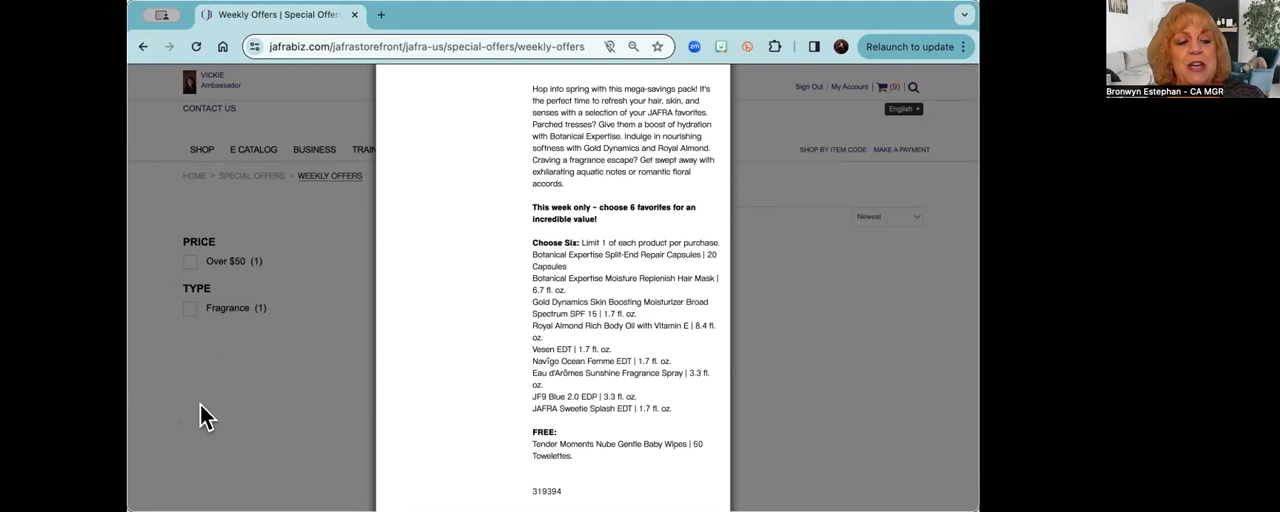 Weekly Offers | Special Offers
jafrabiz.com/jafrastorefront/jafra-us/special-offers/weekly-offers
Relaunch to update
VICKIE
Ambassador
Sign Out | My Account (9)
CONTACT US
English
SHOP E CATALOG BUSINESS
SHOP BY ITEM CODE MAKE A PAYMENT
HOME > SPECIAL OFFERS > WEEKLY OFFERS
Newest
PRICE
Over $50 (1)
TYPE
Fragrance (1)
Hop into spring with this mega-savings pack! It's
the perfect time to refresh your hair, skin, and
senses with a selection of your JAFRA favorites.
Parched tresses? Give them a boost of hydration
with Botanical Expertise. Indulge in nourishing
softness with Gold Dynamics and Royal Almond.
Craving a fragrance escape? Get swept away with
exhilarating aquatic notes or romantic floral
accords.
This week only – choose 6 favorites for an
incredible value!
Choose Six: Limit 1 of each product per purchase.
Botanical Expertise Split-End Repair Capsules | 20
Capsules
Botanical Expertise Moisture Replenish Hair Mask |
6.7 fl. oz.
Gold Dynamics Skin Boosting Moisturizer Broad
Spectrum SPF 15 | 1.7 fl. oz.
Royal Almond Rich Body Oil with Vitamin E | 8.4 fl.
oz.
Vesen EDT | 1.7 fl. oz.
Navîgo Ocean Femme EDT | 1.7 fl. oz.
Eau d'Arômes Sunshine Fragrance Spray | 3.3 fl.
oz.
JF9 Blue 2.0 EDP | 3.3 fl. oz.
JAFRA Sweetie Splash EDT | 1.7 fl. oz.
FREE:
Tender Moments Nube Gentle Baby Wipes | 50
Towelettes.
319394
Bronwyn Estephan - CA MGR